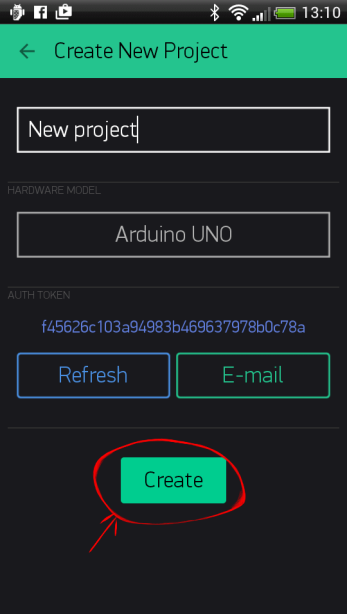 13:10
Create New Project
New project
HARDWARE MODEL
Arduino UNO
AUTH TOKEN
f45626c103a94983b469637978b0c78a
Refresh
E-mail
Create